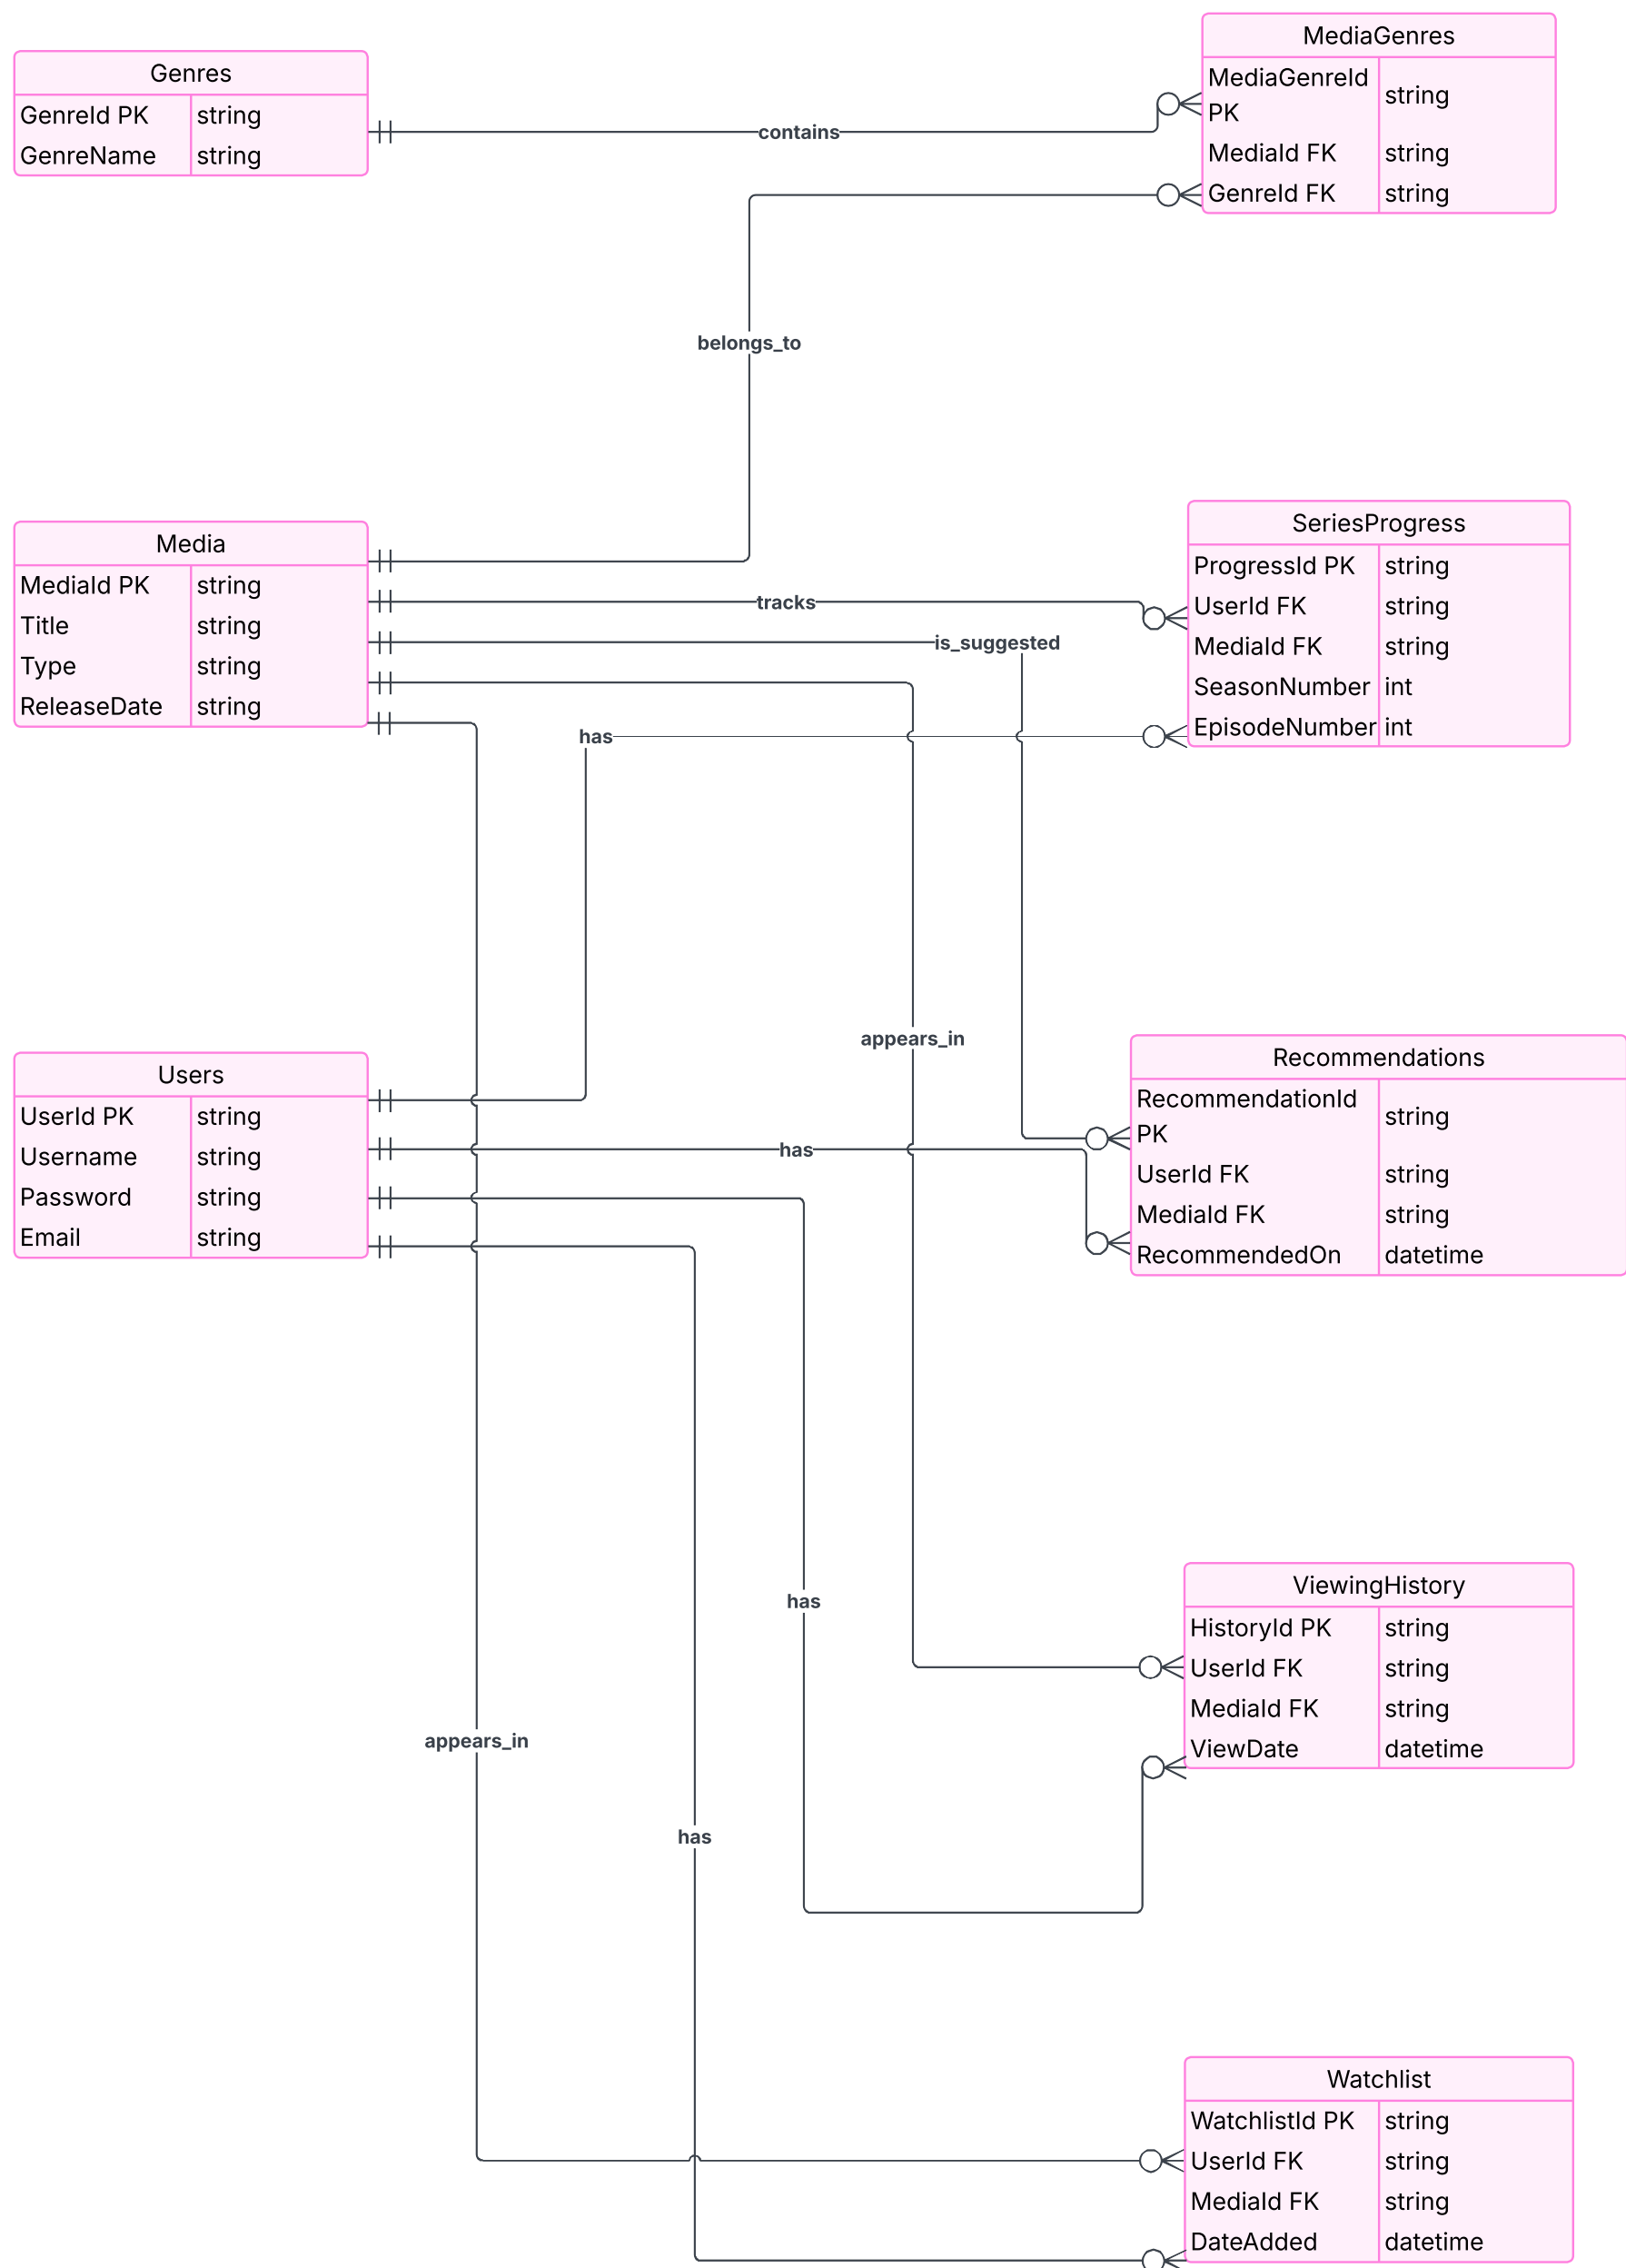 Genres
GenreId PK string
GenreName string
MediaGenres
MediaGenreId
PK
string
MediaId FK string
GenreId FK string
contains
belongs_to
Media
MediaId PK string
Title string
Type string
ReleaseDate string
SeriesProgress
ProgressId PK string
UserId FK string
MediaId FK string
SeasonNumber int
EpisodeNumber int
tracks
is_suggested
has
appears_in
Users
UserId PK string
Username string
Password string
Email string
Recommendations
RecommendationId
PK
string
UserId FK string
MediaId FK string
RecommendedOn datetime
has
ViewingHistory
HistoryId PK string
UserId FK string
MediaId FK string
ViewDate datetime
has
appears_in
has
Watchlist
WatchlistId PK string
UserId FK string
MediaId FK string
DateAdded datetime